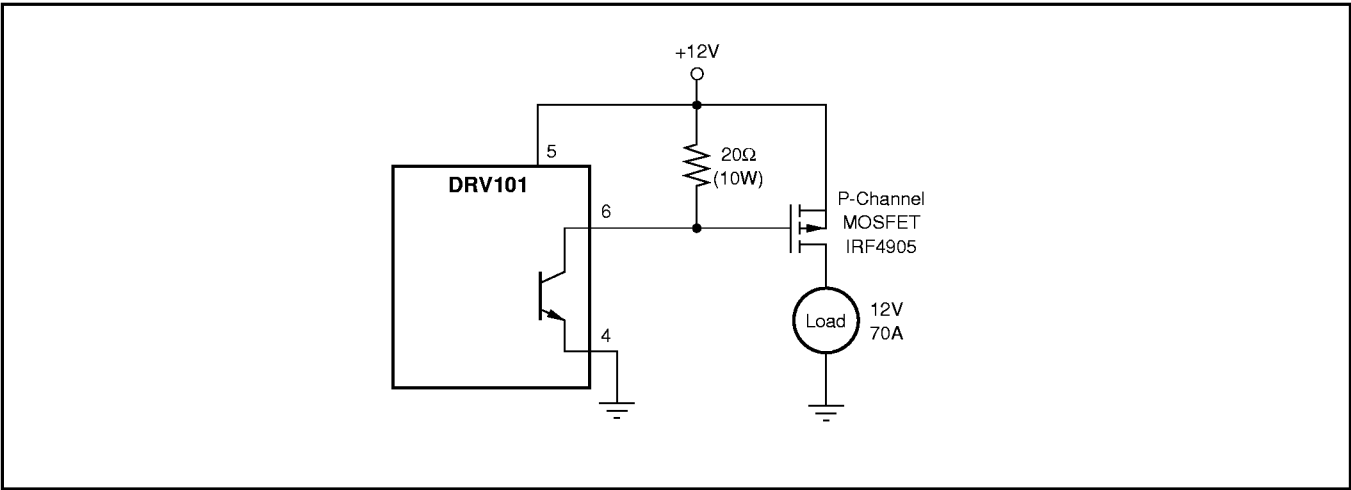 +12V
5
DRV101
20Ω
(10W)
6
P-Channel
MOSFET
IRF4905
4
Load
12V
70A